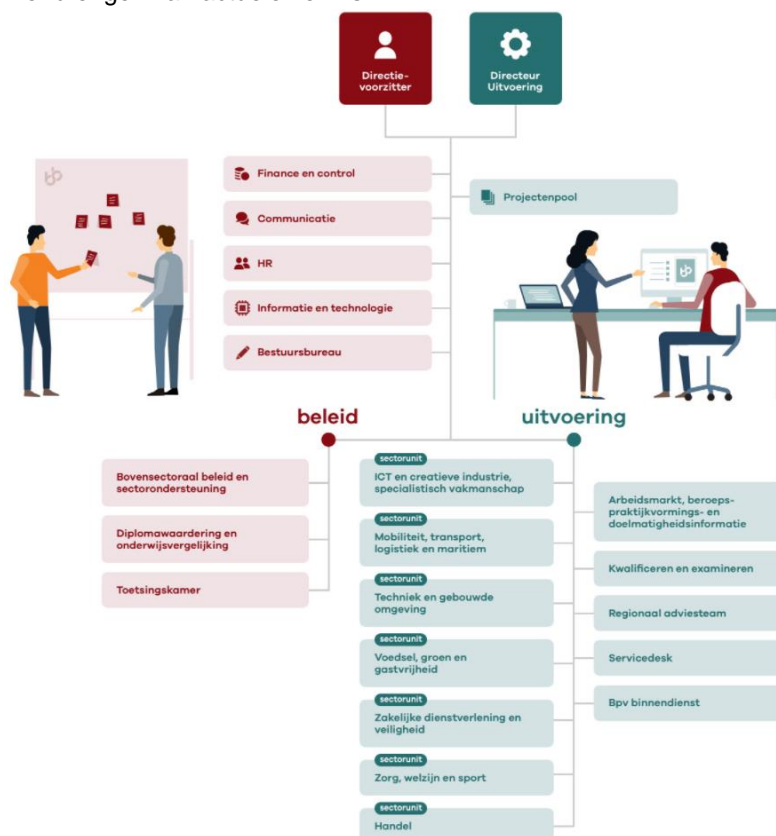 Directie-
voorzitter
Directeur
Uitvoering
Finance en control
Communicatie
HR
Informatie en technologie
Bestuursbureau
Projectenpool
beleid
uitvoering
Bovensectoraal beleid en
sectorondersteuning
Diplomawaardering en
onderwijsvergelijking
Toetsingskamer
sectorunit
ICT en creatieve industrie,
specialistisch vakmanschap
sectorunit
Mobiliteit, transport,
logistiek en maritiem
sectorunit
Techniek en gebouwde
omgeving
sectorunit
Voedsel, groen en
gastvrijheid
sectorunit
Zakelijke dienstverlening en
veiligheid
sectorunit
Zorg, welzijn en sport
sectorunit
Handel
Arbeidsmarkt, beroeps-
praktijkvormings- en
doelmatigheidsinformatie
Kwalificeren en examineren
Regionaal adviesteam
Servicedesk
Bpv binnendienst